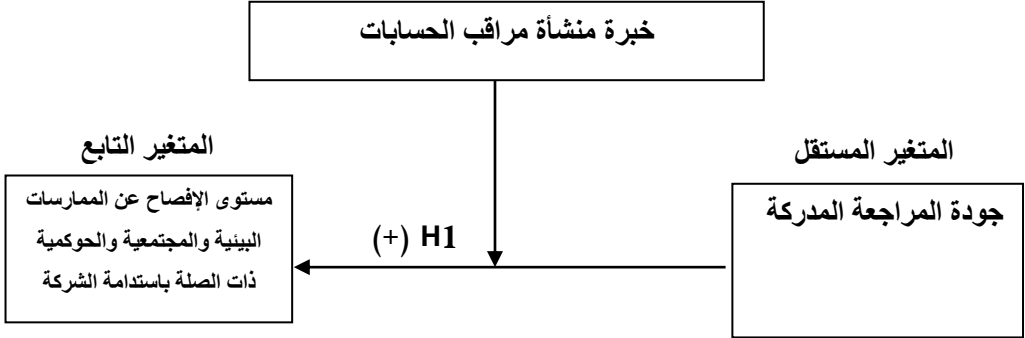 خبرة منشأة مراقب الحسابات
المتغير المستقل
المتغير التابع
جودة المراجعة المدركة
مستوى الإفصاح عن الممارسات
البيئية والمجتمعية والحوكمية
ذات الصلة باستدامة الشركة
(+) H1